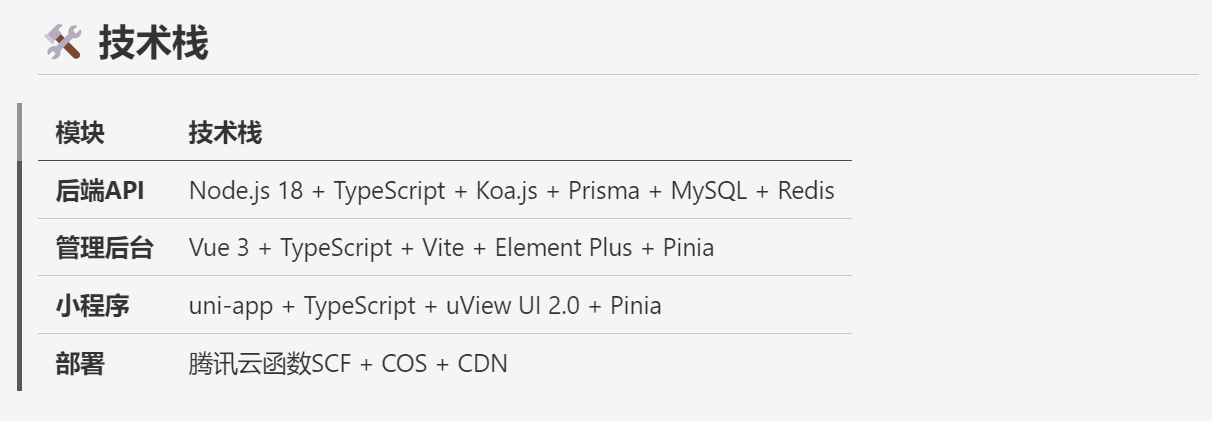 🛠️ 技术栈
模块 技术栈
后端API Node.js 18 + TypeScript + Koa.js + Prisma + MySQL + Redis
管理后台 Vue 3 + TypeScript + Vite + Element Plus + Pinia
小程序 uni-app + TypeScript + uView UI 2.0 + Pinia
部署 腾讯云函数SCF + COS + CDN